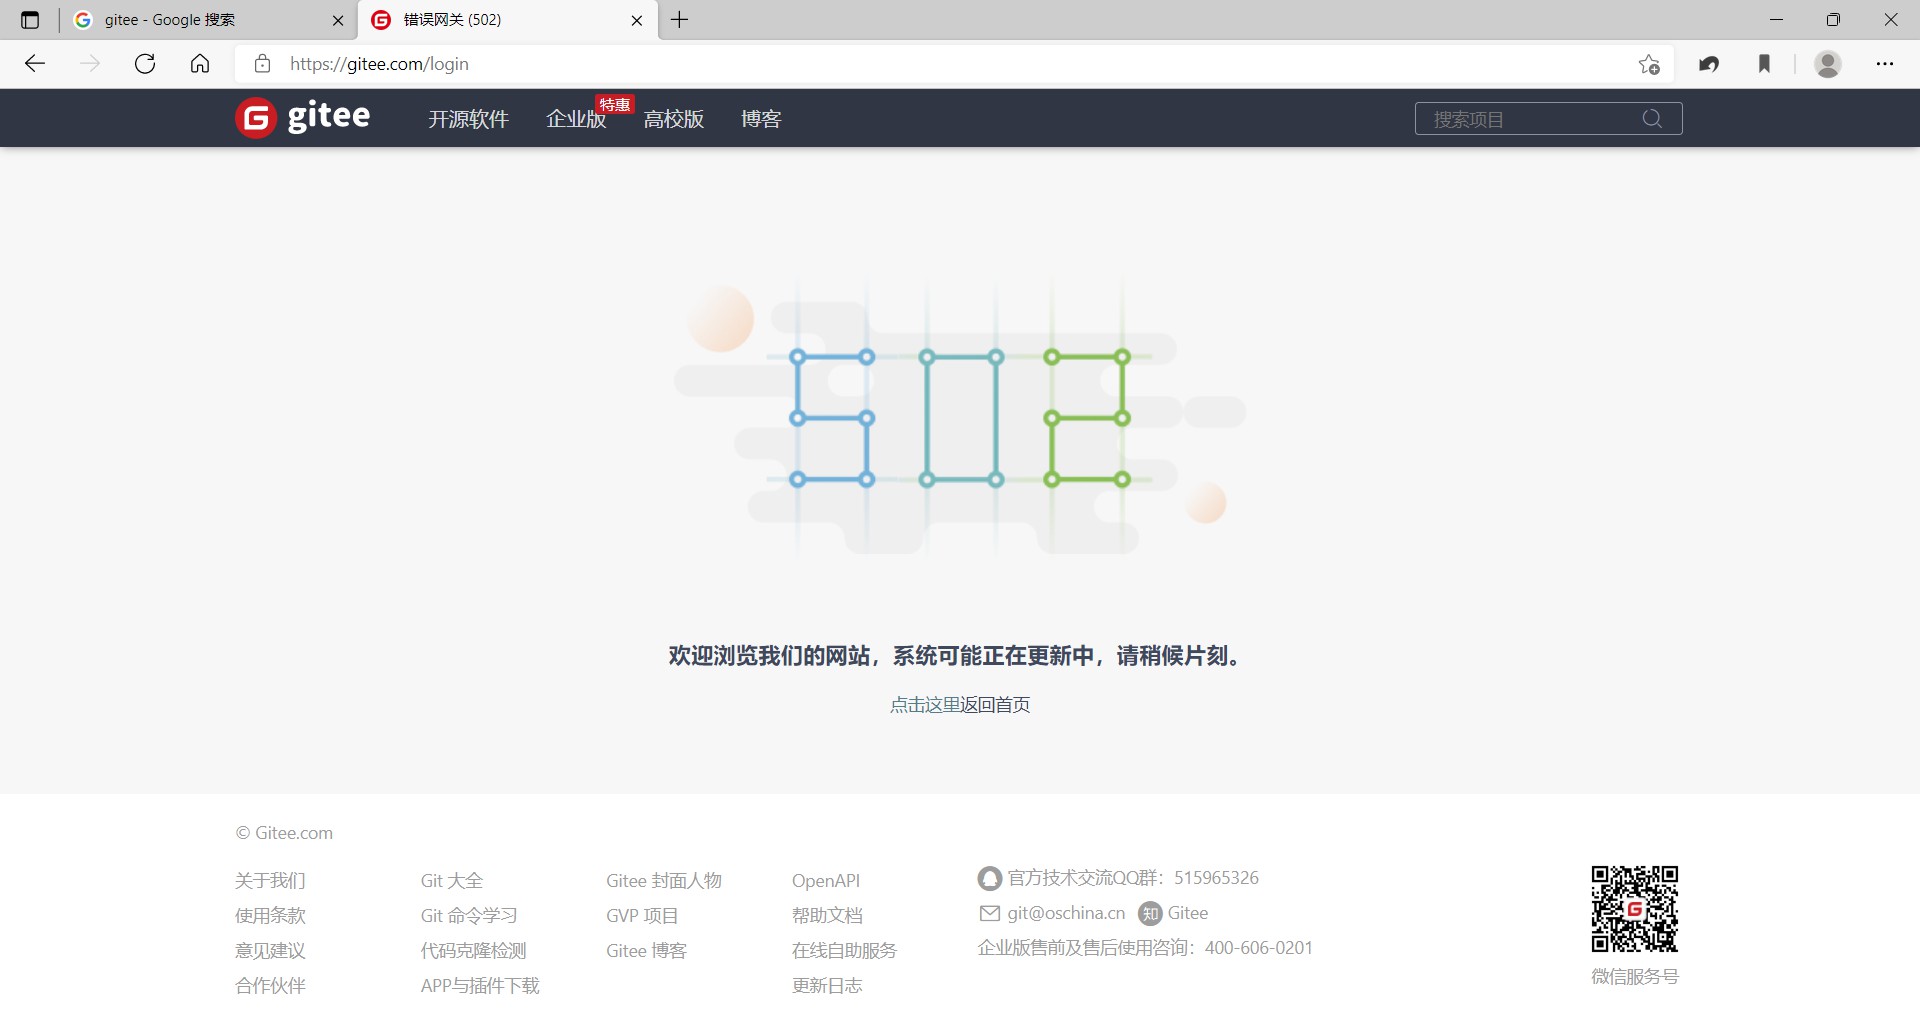 gitee - Google 搜索
错误网关 (502)
https://gitee.com/login
gitee 开源软件 企业版 特惠 高校版 博客 搜索项目
502
欢迎浏览我们的网站，系统可能正在更新中，请稍候片刻。
点击这里返回首页
© Gitee.com
关于我们
使用条款
意见建议
合作伙伴
Git 大全
Git 命令学习
代码克隆检测
APP与插件下载
Gitee 封面人物
GVP 项目
Gitee 博客
OpenAPI
帮助文档
在线自助服务
更新日志
官方技术交流QQ群：515965326
git@oschina.cn 知 Gitee
企业版售前及售后使用咨询：400-606-0201
微信服务号